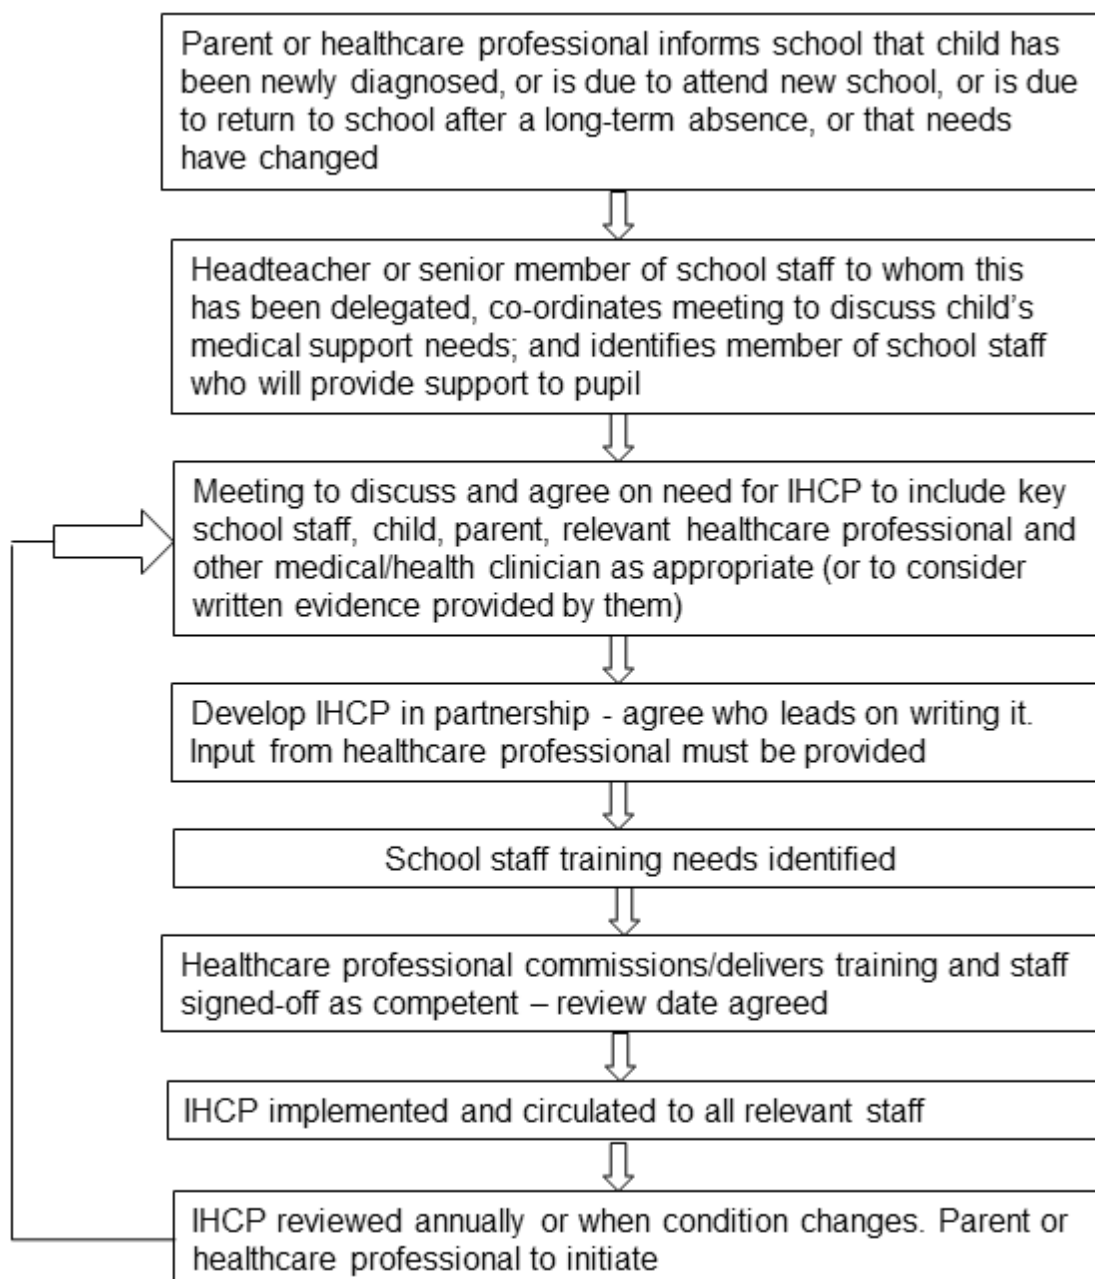 Parent or healthcare professional informs school that child has
been newly diagnosed, or is due to attend new school, or is due
to return to school after a long-term absence, or that needs
have changed
Headteacher or senior member of school staff to whom this
has been delegated, co-ordinates meeting to discuss child's
medical support needs; and identifies member of school staff
who will provide support to pupil
Meeting to discuss and agree on need for IHCP to include key
school staff, child, parent, relevant healthcare professional and
other medical/health clinician as appropriate (or to consider
written evidence provided by them)
Develop IHCP in partnership - agree who leads on writing it.
Input from healthcare professional must be provided
School staff training needs identified
Healthcare professional commissions/delivers training and staff
signed-off as competent – review date agreed
IHCP implemented and circulated to all relevant staff
IHCP reviewed annually or when condition changes. Parent or
healthcare professional to initiate